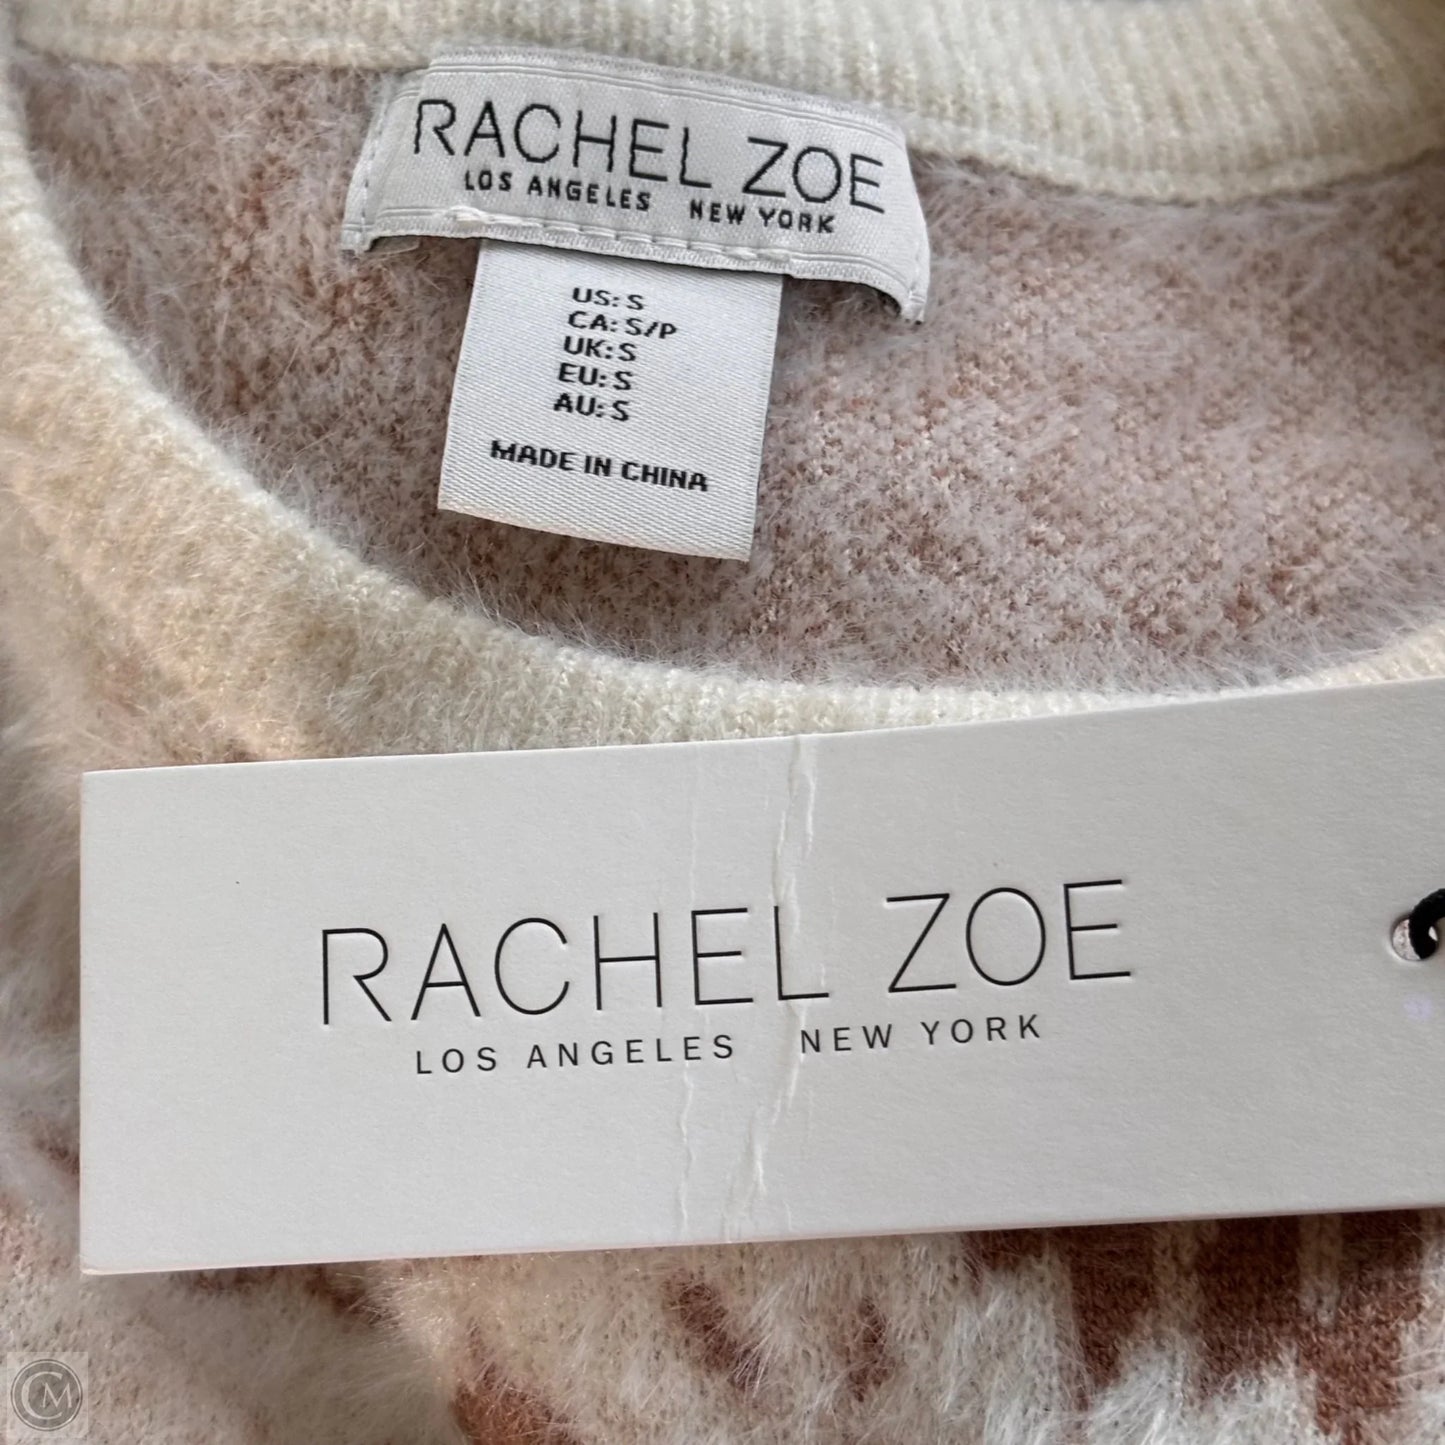 RACHEL ZOE
LOS ANGELES NEW YORK
US: S
CA: S/P
UK: S
EU: S
AU: S
MADE IN CHINA
RACHEL ZOE
LOS ANGELES NEW YORK
CM